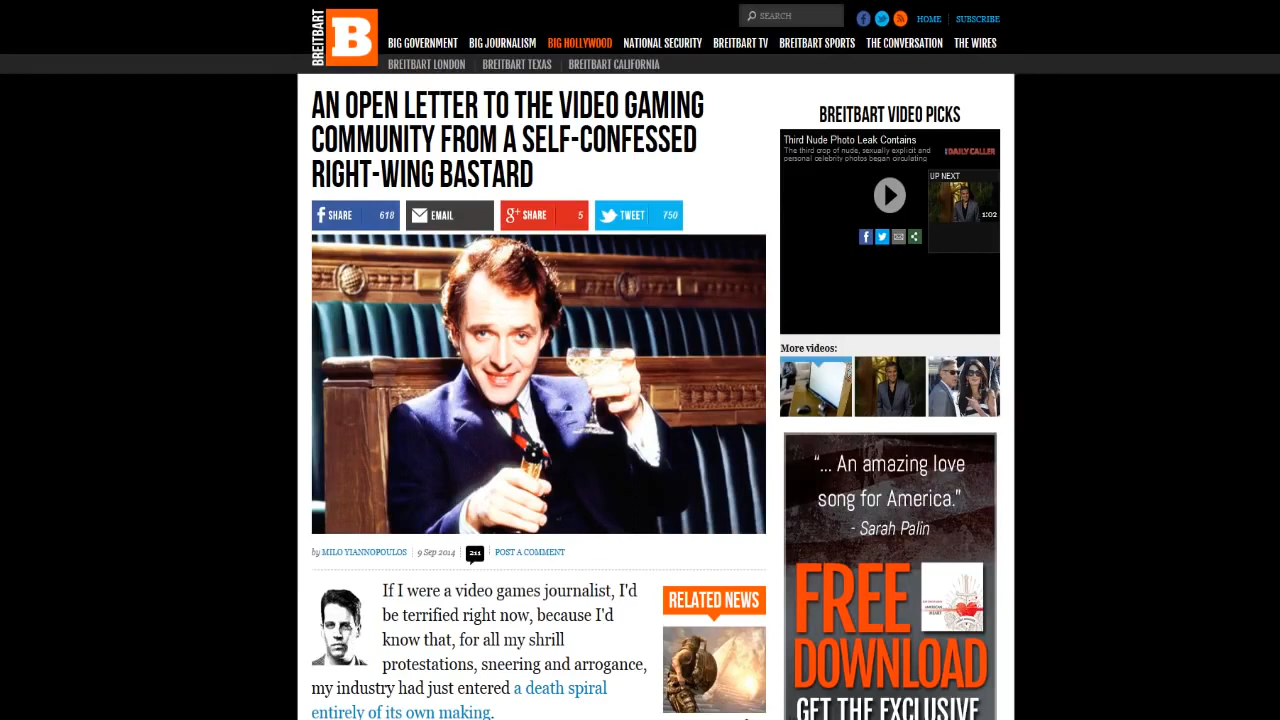 BREITBART
B
SEARCH
HOME
SUBSCRIBE
BIG GOVERNMENT
BIG JOURNALISM
BIG HOLLYWOOD
NATIONAL SECURITY
BREITBART TV
BREITBART SPORTS
THE CONVERSATION
THE WIRES
BREITBART LONDON
BREITBART TEXAS
BREITBART CALIFORNIA
AN OPEN LETTER TO THE VIDEO GAMING
COMMUNITY FROM A SELF-CONFESSED
RIGHT-WING BASTARD
SHARE 618
EMAIL
SHARE 5
TWEET 750
by MILO YIANNOPOULOS
9 Sep 2014
211
POST A COMMENT
If I were a video games journalist, I'd
be terrified right now, because I'd
know that, for all my shrill
protestations, sneering and arrogance,
my industry had just entered a death spiral
entirely of its own making.
RELATED NEWS
BREITBART VIDEO PICKS
Third Nude Photo Leak Contains
The third crop of nude, sexually explicit and
personal celebrity photos began circulating
THE DAILY CALLER
UP NEXT
1:02
More videos:
"... An amazing love
song for America."
- Sarah Palin
FREE
DOWNLOAD
GET THE EXCLUSIVE